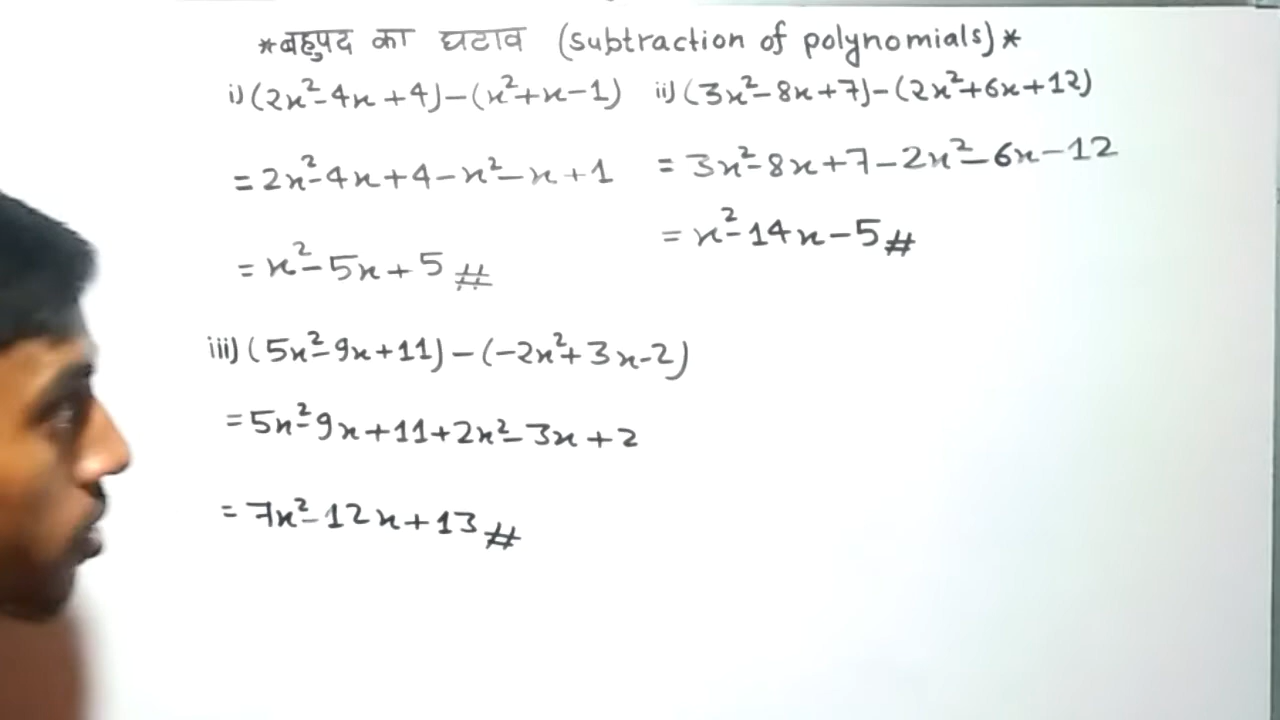 *बहुपद का घटाव (subtraction of polynomials)*
i) (2x²-4x+4)-(x²+x-1)
= 2x²-4x+4-x²-x+1
= x²-5x+5 #
ii) (3x²-8x+7)-(2x²+6x+12)
= 3x²-8x+7-2x²-6x-12
= x²-14x-5 #
iii) (5x²-9x+11)-(-2x²+3x-2)
= 5x²-9x+11+2x²-3x+2
= 7x²-12x+13 #